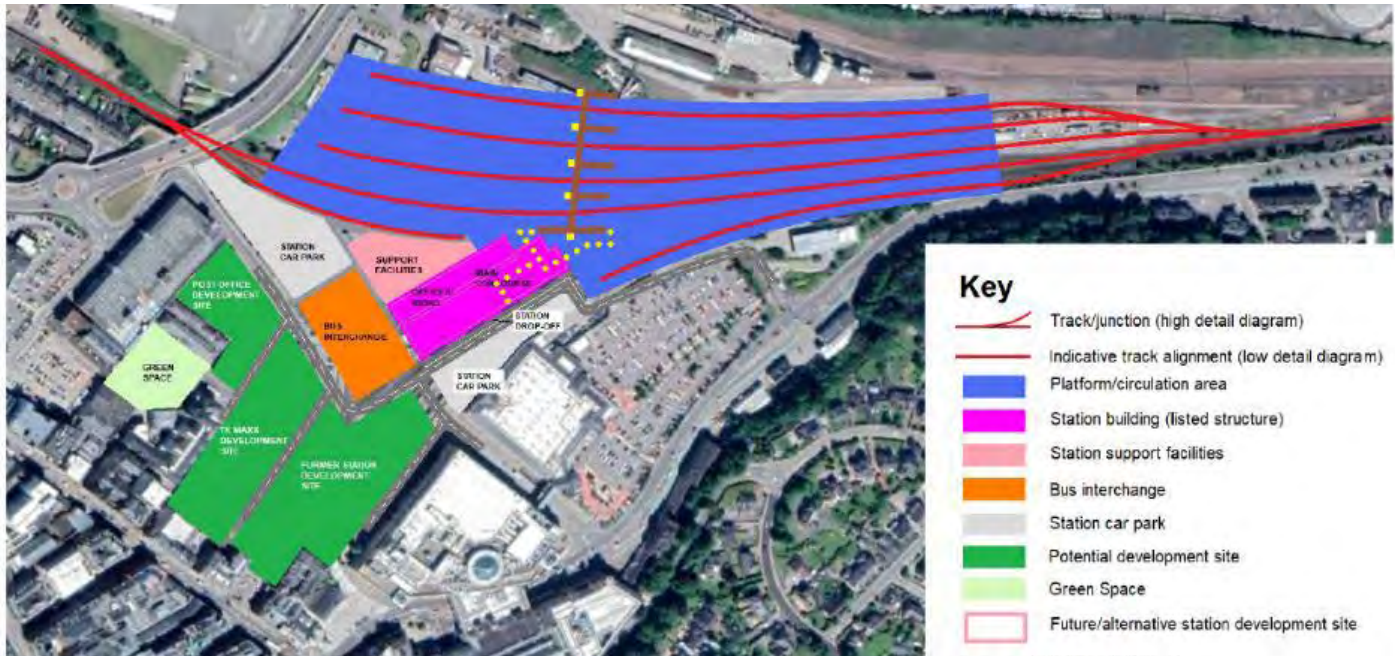 STATION
CAR PARK
SUPPORT
FACILITIES
POST OFFICE
DEVELOPMENT
SITE
BUS
INTERCHANGE
STATION
DROP-OFF
GREEN
SPACE
STATION
CAR PARK
TK MAXX
DEVELOPMENT
SITE
FORMER STATION
DEVELOPMENT
SITE
Key
Track/junction (high detail diagram)
Indicative track alignment (low detail diagram)
Platform/circulation area
Station building (listed structure)
Station support facilities
Bus interchange
Station car park
Potential development site
Green Space
Future/alternative station development site